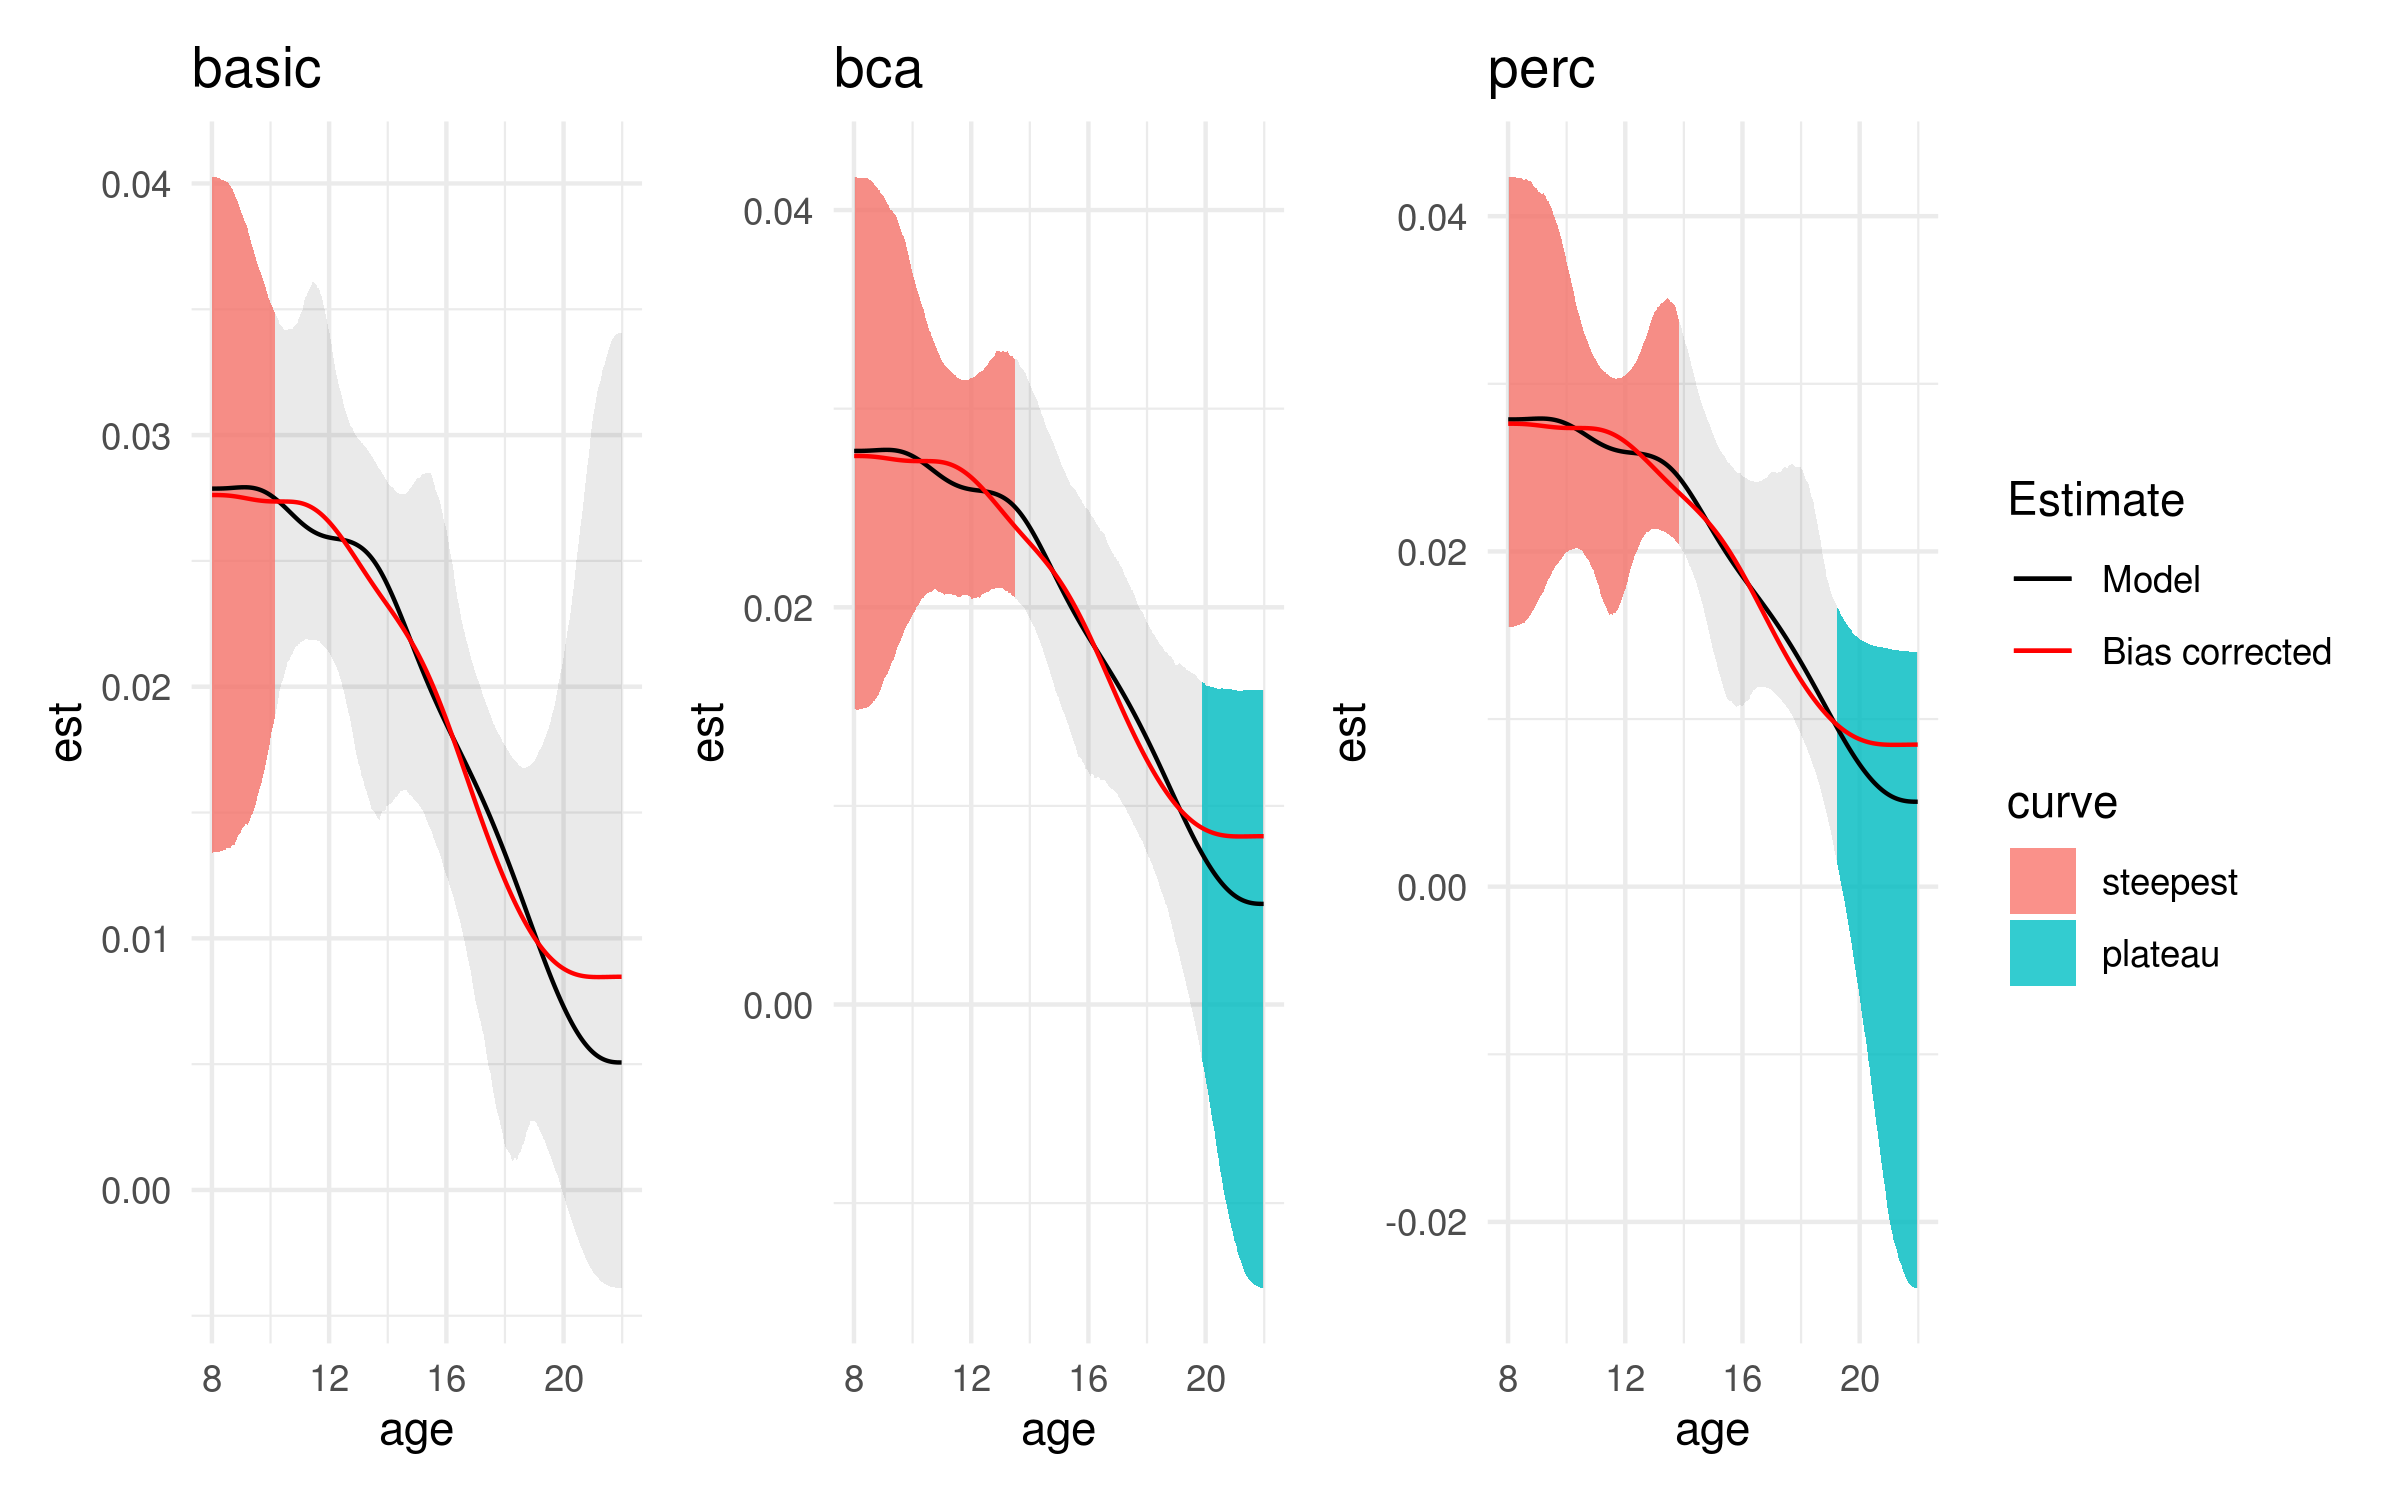 basic
bca
perc
0.04
0.03
0.02
0.01
0.00
est
8 12 16 20
age
0.04
0.02
0.00
est
8 12 16 20
age
0.04
0.02
0.00
-0.02
est
8 12 16 20
age
Estimate
Model
Bias corrected
curve
steepest
plateau